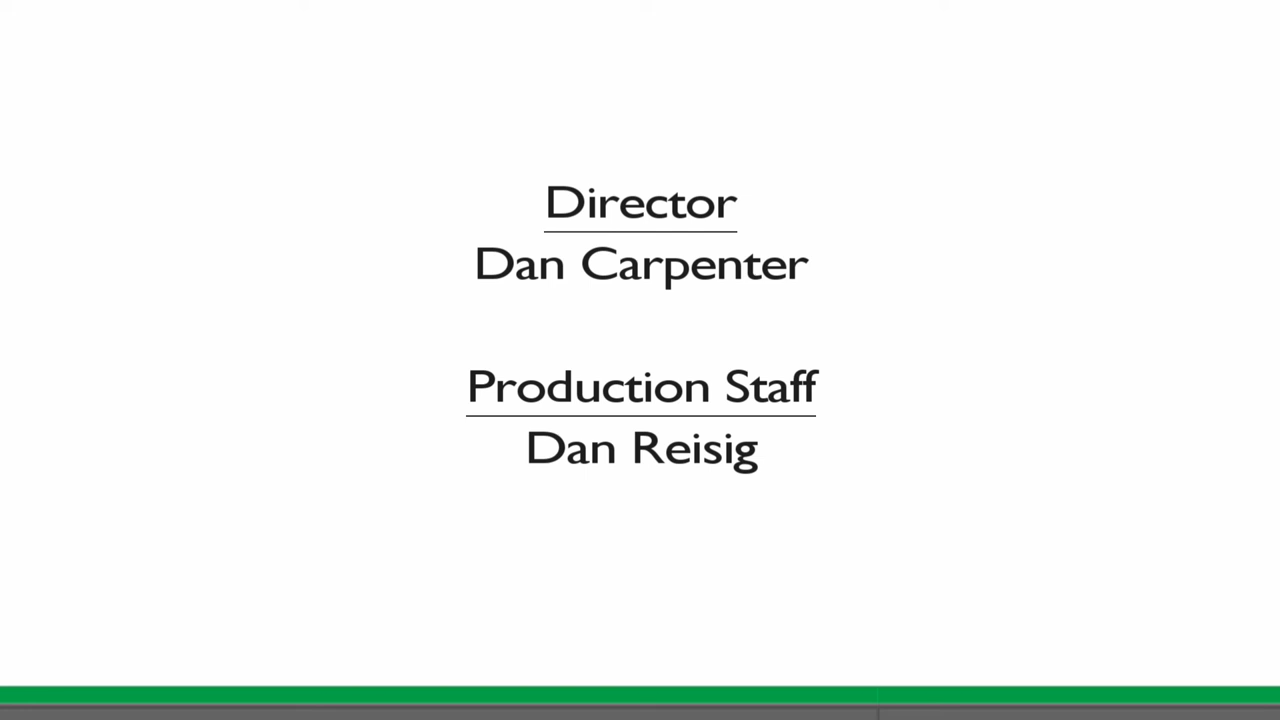 Director
Dan Carpenter
Production Staff
Dan Reisig